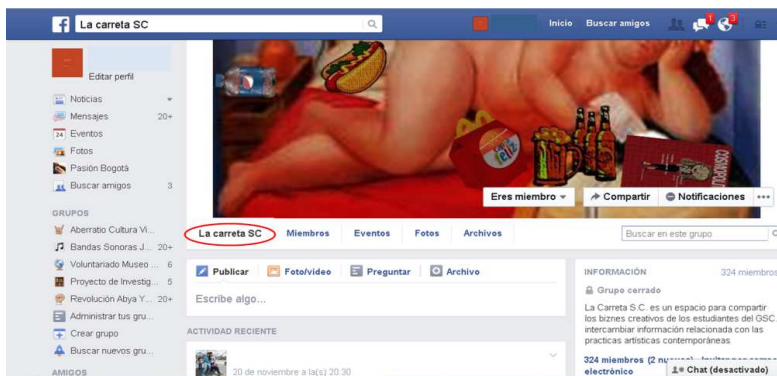 La carreta SC
Inicio Buscar amigos
1
3
Editar perfil
Noticias
Mensajes 20+
24 Eventos
Fotos
Pasión Bogotá
Buscar amigos 3
GRUPOS
Aberratio Cultura Vi...
Bandas Sonoras J... 20+
Voluntariado Museo ... 6
Proyecto de Investig... 5
Revolución Abya Y... 20+
Administrar tus gru...
Crear grupo
Buscar nuevos gru...
AMIGOS
feliz
COSMOPOLI
Eres miembro Compartir Notificaciones
La carreta SC Miembros Eventos Fotos Archivos
Buscar en este grupo
Publicar Foto/video Preguntar Archivo
Escribe algo...
ACTIVIDAD RECIENTE
20 de noviembre a la(s) 20:30
INFORMACIÓN 324 miembros
Grupo cerrado
La Carreta S.C. es un espacio para compartir
los biznes creativos de los estudiantes del GSC.
intercambiar información relacionada con las
practicas artísticas contemporáneas
324 miembros (2
electrónico
Chat (desactivado)